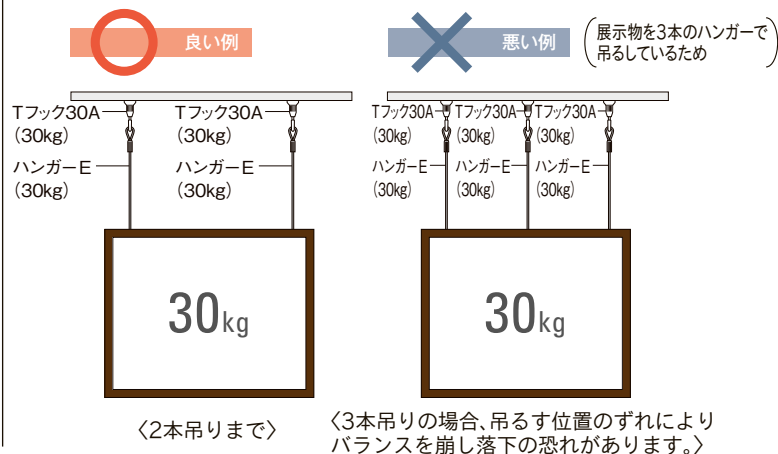 良い例
悪い例
(展示物を3本のハンガーで
吊るしているため)
Tフック30A
(30kg)
Tフック30A
(30kg)
ハンガーE
(30kg)
ハンガーE
(30kg)
30kg
〈2本吊りまで〉
Tフック30A
(30kg)
Tフック30A
(30kg)
Tフック30A
(30kg)
ハンガーE
(30kg)
ハンガーE
(30kg)
ハンガーE
(30kg)
30kg
〈3本吊りの場合、吊るす位置のずれにより
バランスを崩し落下の恐れがあります。〉